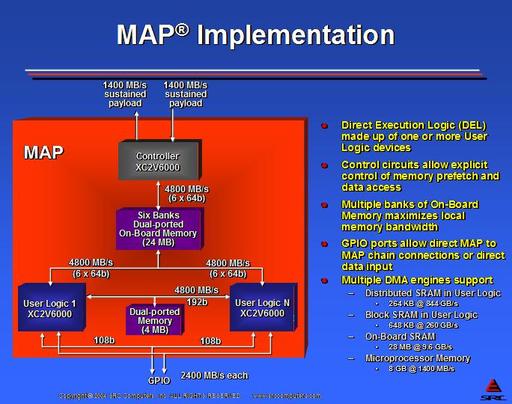 MAP® Implementation
1400 MB/s
sustained
payload
1400 MB/s
sustained
payload
MAP
Controller
XC2V6000
4800 MB/s
(6 x 64b)
Six Banks
Dual-ported
On-Board Memory
(24 MB)
4800 MB/s
(6 x 64b)
4800 MB/s
(6 x 64b)
4800 MB/s
192b
User Logic 1
XC2V6000
Dual-ported
Memory
(4 MB)
User Logic N
XC2V6000
108b
108b
GPIO
2400 MB/s each
Direct Execution Logic (DEL)
made up of one or more User
Logic devices
Control circuits allow explicit
control of memory prefetch and
data access
Multiple banks of On-Board
Memory maximizes local
memory bandwidth
GPIO ports allow direct MAP to
MAP chain connections or direct
data input
Multiple DMA engines support
– Distributed SRAM in User Logic
• 264 KB @ 844 GB/s
– Block SRAM in User Logic
• 648 KB @ 260 GB/s
– On-Board SRAM
• 28 MB @ 9.6 GB/s
– Microprocessor Memory
• 8 GB @ 1400 MB/s
Copyright © 2004 SRC Computers, Inc. ALL RIGHTS RESERVED www.srccomputers.com
SRC